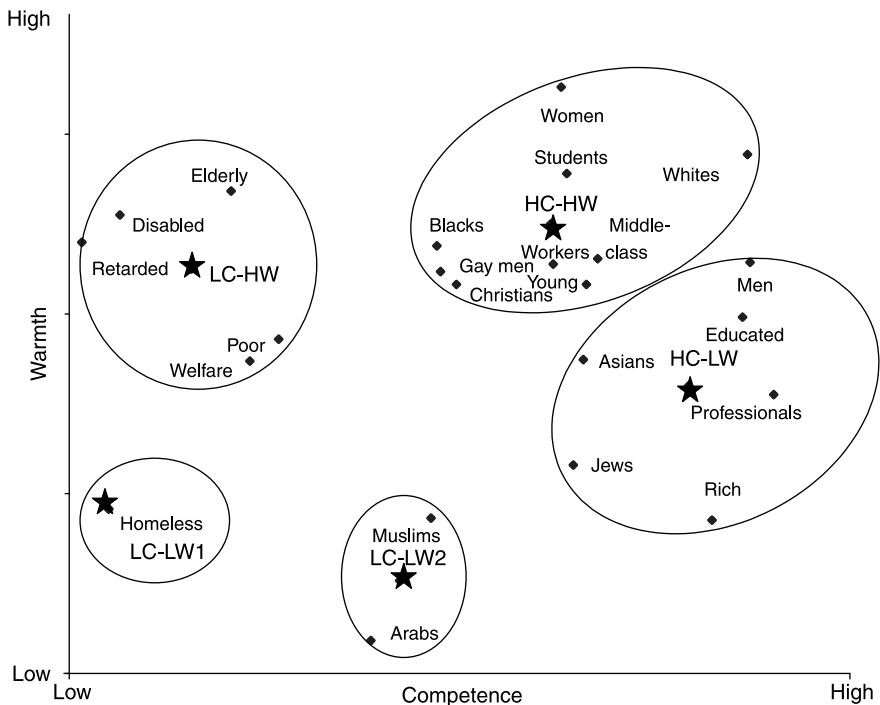 High
Women
Students
Elderly
Whites
HC-HW
Disabled
Blacks
Middle-
Workers
class
Retarded
LC-HW
Gay men
Young
Christians
Men
Educated
Poor
Welfare
Asians
HC-LW
Warmth
Professionals
Jews
Rich
Homeless
Muslims
LC-LW1
LC-LW2
Arabs
Low
Low
Competence
High